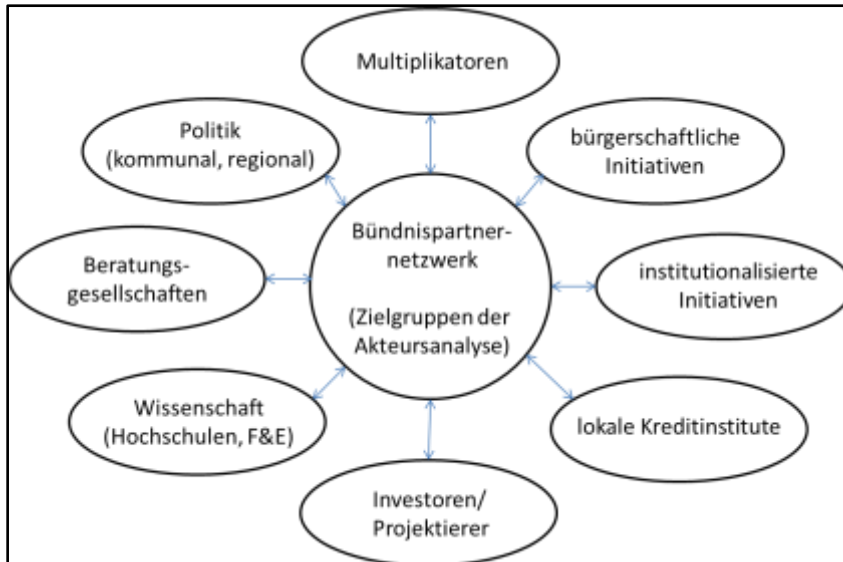 Multiplikatoren
Politik
(kommunal, regional)
bürgerschaftliche
Initiativen
Bündnispartner-
netzwerk
(Zielgruppen der
Akteursanalyse)
Beratungs-
gesellschaften
institutionalisierte
Initiativen
Wissenschaft
(Hochschulen, F&E)
lokale Kreditinstitute
Investoren/
Projektierer